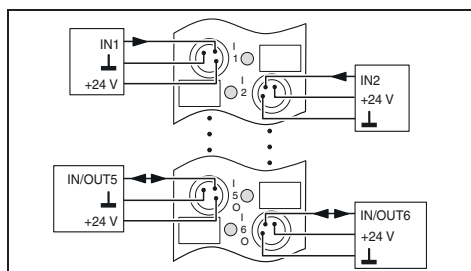 IN1
+24 V
I
1
I
2
IN2
+24 V
IN/OUT5
+24 V
I
5
O
I
6
O
IN/OUT6
+24 V